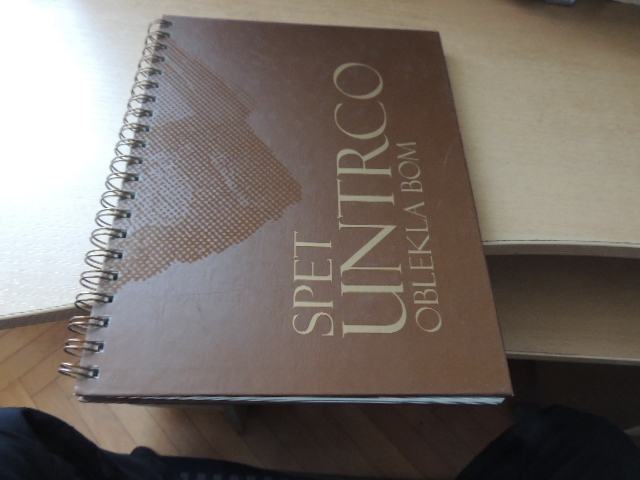 SPET
UNTRCO
OBLEKLA BOM